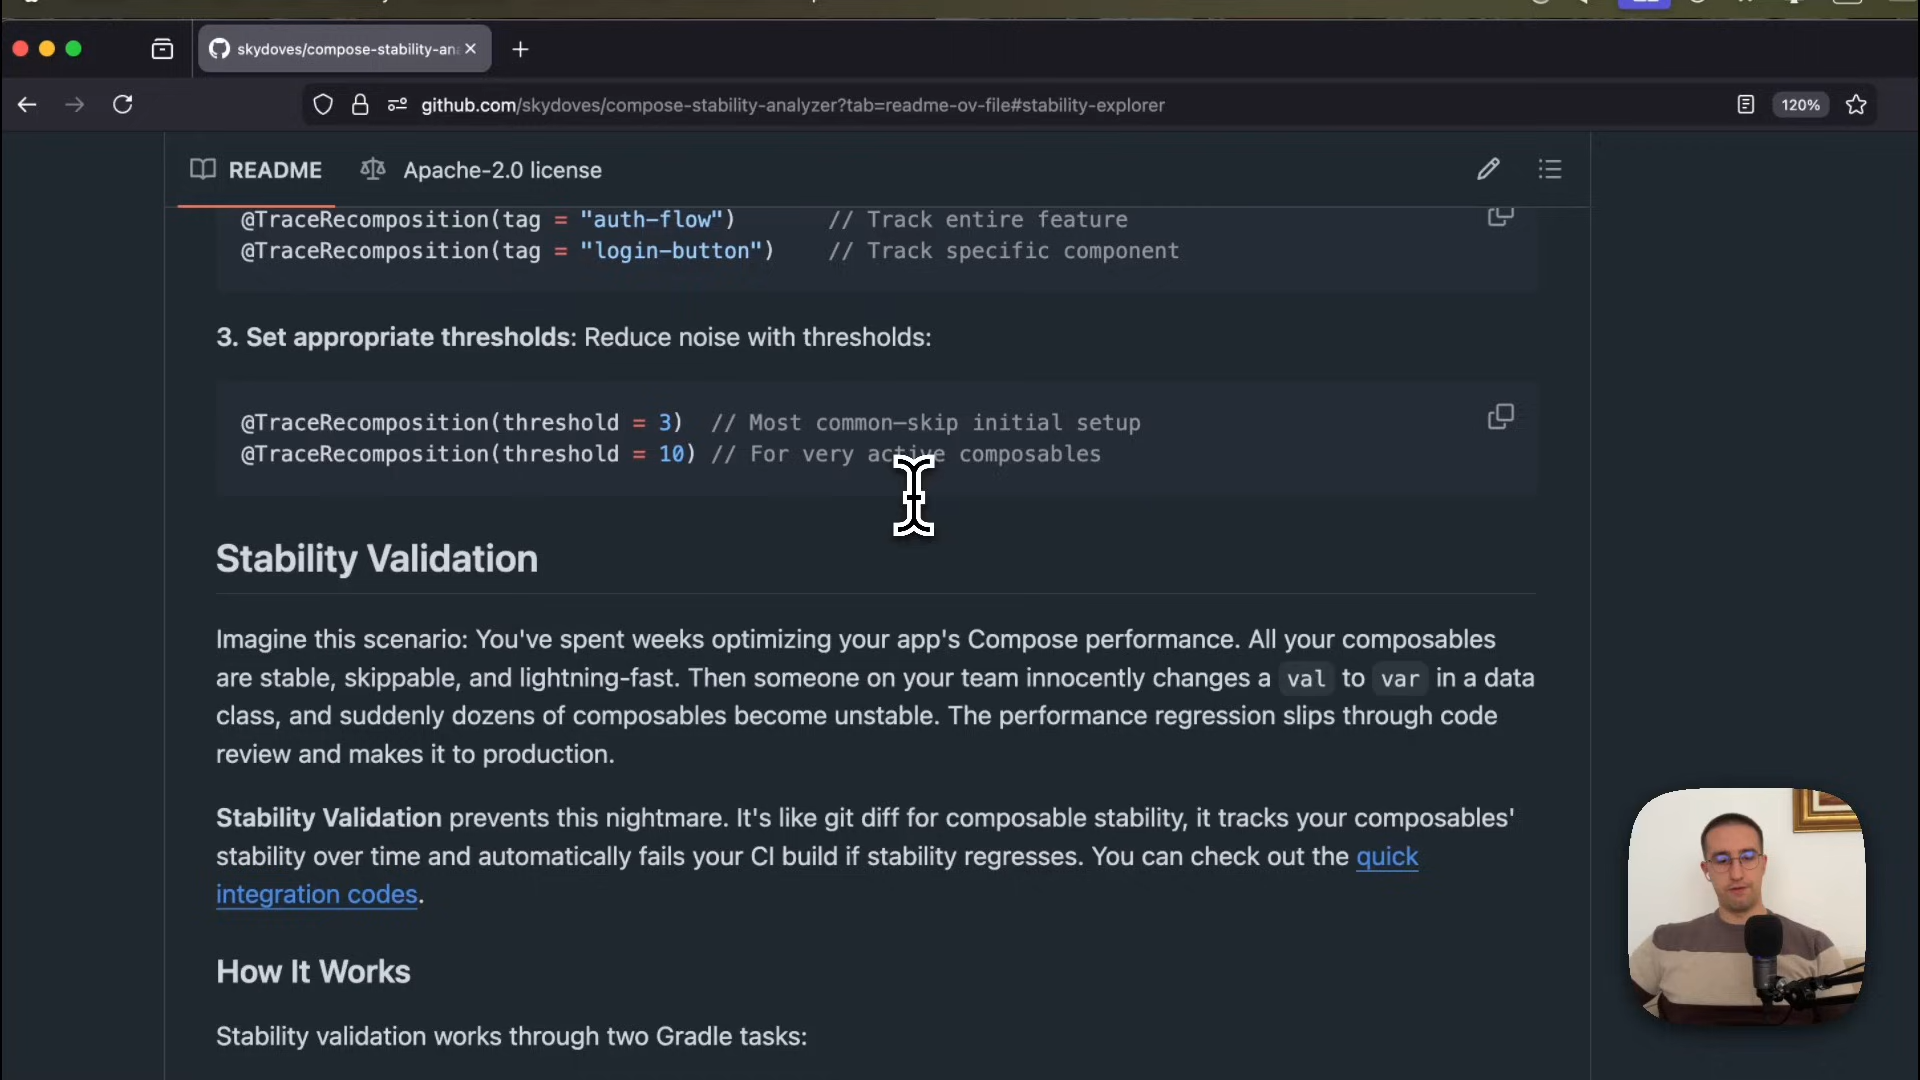 skydoves/compose-stability-ana
github.com/skydoves/compose-stability-analyzer?tab=readme-ov-file#stability-explorer
120%
README
Apache-2.0 license
@TraceRecomposition(tag = "auth-flow") // Track entire feature
@TraceRecomposition(tag = "login-button") // Track specific component
3. Set appropriate thresholds: Reduce noise with thresholds:
@TraceRecomposition(threshold = 3) // Most common—skip initial setup
@TraceRecomposition(threshold = 10) // For very active composables
Stability Validation
Imagine this scenario: You've spent weeks optimizing your app's Compose performance. All your composables
are stable, skippable, and lightning-fast. Then someone on your team innocently changes a val to var in a data
class, and suddenly dozens of composables become unstable. The performance regression slips through code
review and makes it to production.
Stability Validation prevents this nightmare. It's like git diff for composable stability, it tracks your composables'
stability over time and automatically fails your CI build if stability regresses. You can check out the quick
integration codes.
How It Works
Stability validation works through two Gradle tasks: